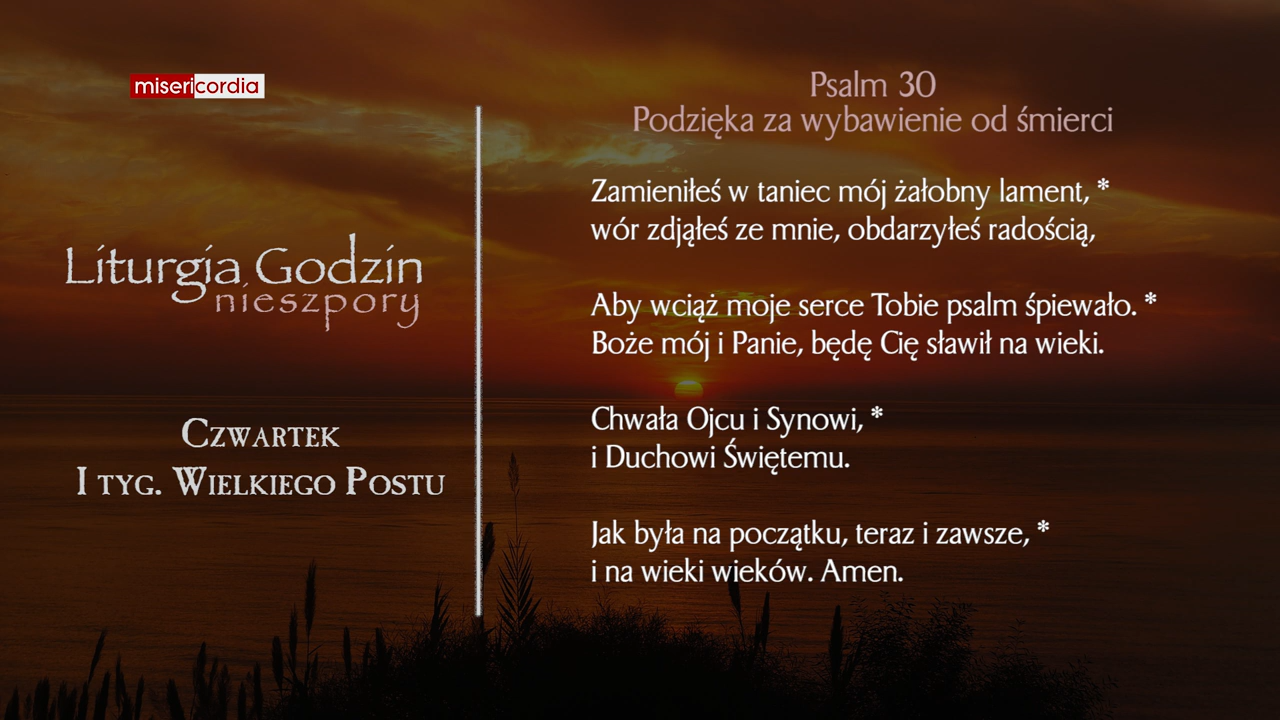 misericordia
Liturgia Godzin
nieszpory
Czwartek
I tyg. Wielkiego Postu
Psalm 30
Podzięka za wybawienie od śmierci
Zamieniłeś w taniec mój żałobny lament, *
wór zdjąłeś ze mnie, obdarzyłeś radością,
Aby wciąż moje serce Tobie psalm śpiewało. *
Boże mój i Panie, będę Cię sławił na wieki.
Chwała Ojcu i Synowi, *
i Duchowi Świętemu.
Jak była na początku, teraz i zawsze, *
i na wieki wieków. Amen.